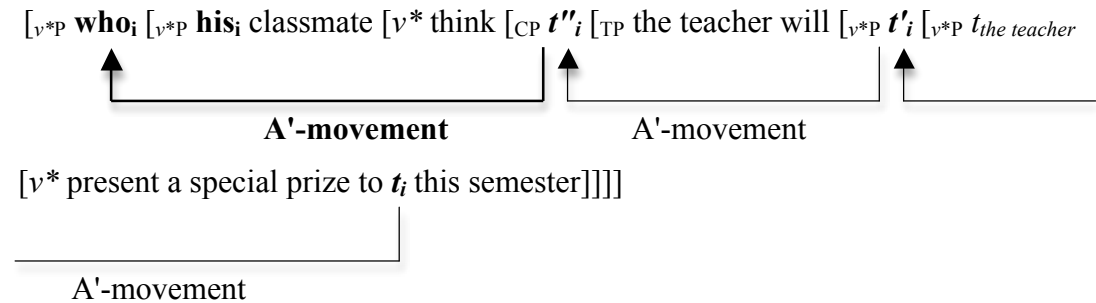 [v*P whoi [v*P hisi classmate [v* think [CP t″i [TP the teacher will [v*P t′i [v*P tthe teacher
A'-movement A'-movement
[v* present a special prize to ti this semester]]]]
A'-movement